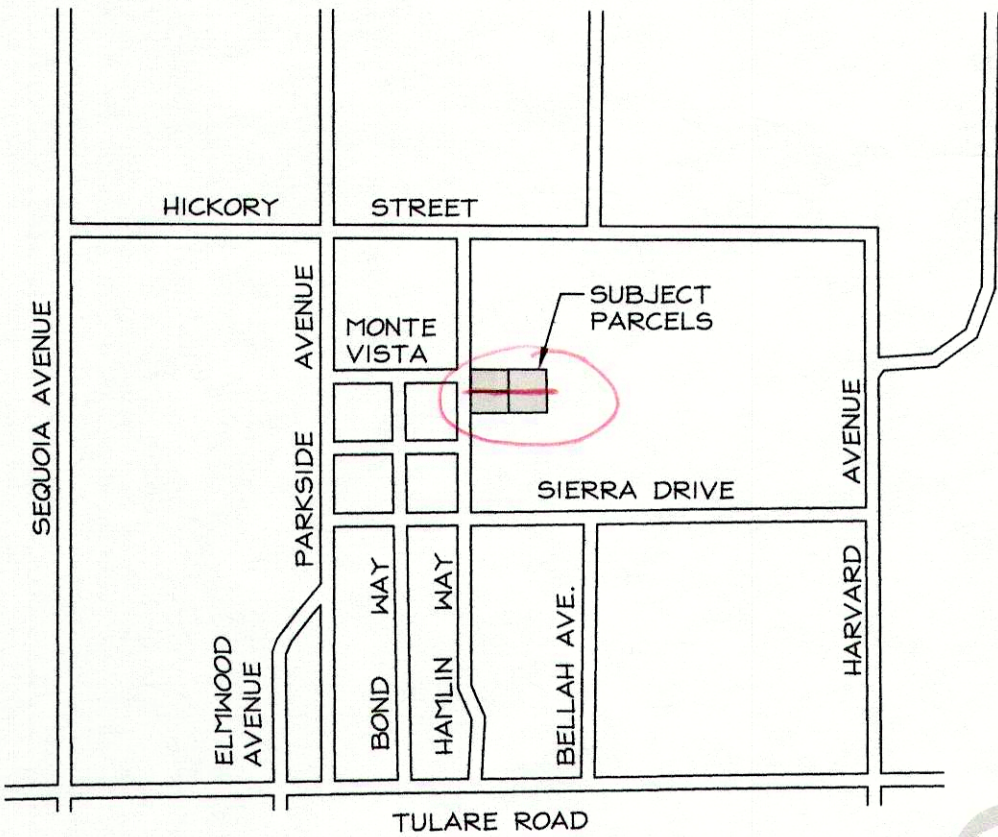 HICKORY STREET
SEQUOIA AVENUE
PARKSIDE AVENUE
MONTE
VISTA
SUBJECT
PARCELS
SIERRA DRIVE
HARVARD AVENUE
ELMWOOD
AVENUE
BOND WAY
HAMLIN WAY
BELLAH AVE.
TULARE ROAD